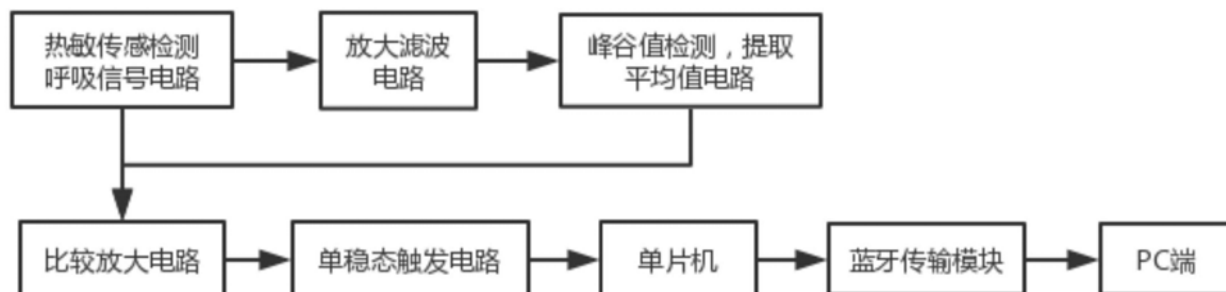 热敏传感检测
呼吸信号电路
放大滤波
电路
峰谷值检测，提取
平均值电路
比较放大电路
单稳态触发电路
单片机
蓝牙传输模块
PC端